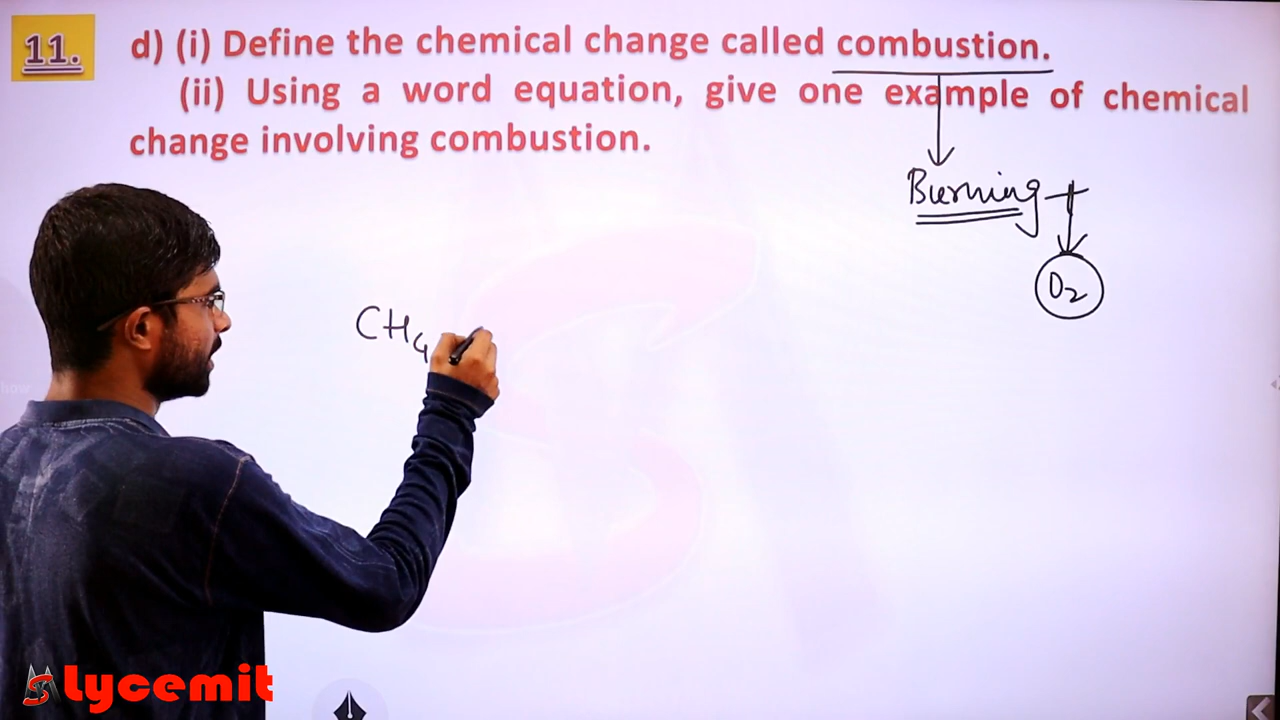 11.
d) (i) Define the chemical change called combustion.
(ii) Using a word equation, give one example of chemical
change involving combustion.
Burning +
O₂
CH₄
lycemit